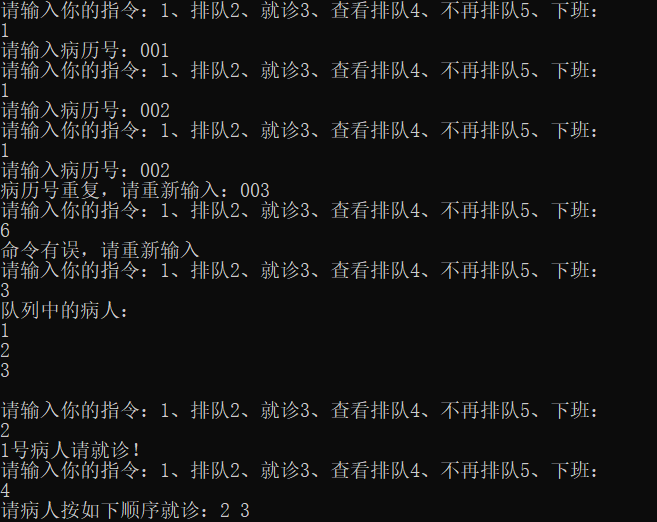 请输入你的指令：1、排队2、就诊3、查看排队4、不再排队5、下班：
1
请输入病历号：001
请输入你的指令：1、排队2、就诊3、查看排队4、不再排队5、下班：
1
请输入病历号：002
请输入你的指令：1、排队2、就诊3、查看排队4、不再排队5、下班：
1
请输入病历号：002
病历号重复，请重新输入：003
请输入你的指令：1、排队2、就诊3、查看排队4、不再排队5、下班：
6
命令有误，请重新输入
请输入你的指令：1、排队2、就诊3、查看排队4、不再排队5、下班：
3
队列中的病人：
1
2
3
请输入你的指令：1、排队2、就诊3、查看排队4、不再排队5、下班：
2
1号病人请就诊！
请输入你的指令：1、排队2、就诊3、查看排队4、不再排队5、下班：
4
请病人按如下顺序就诊：2 3